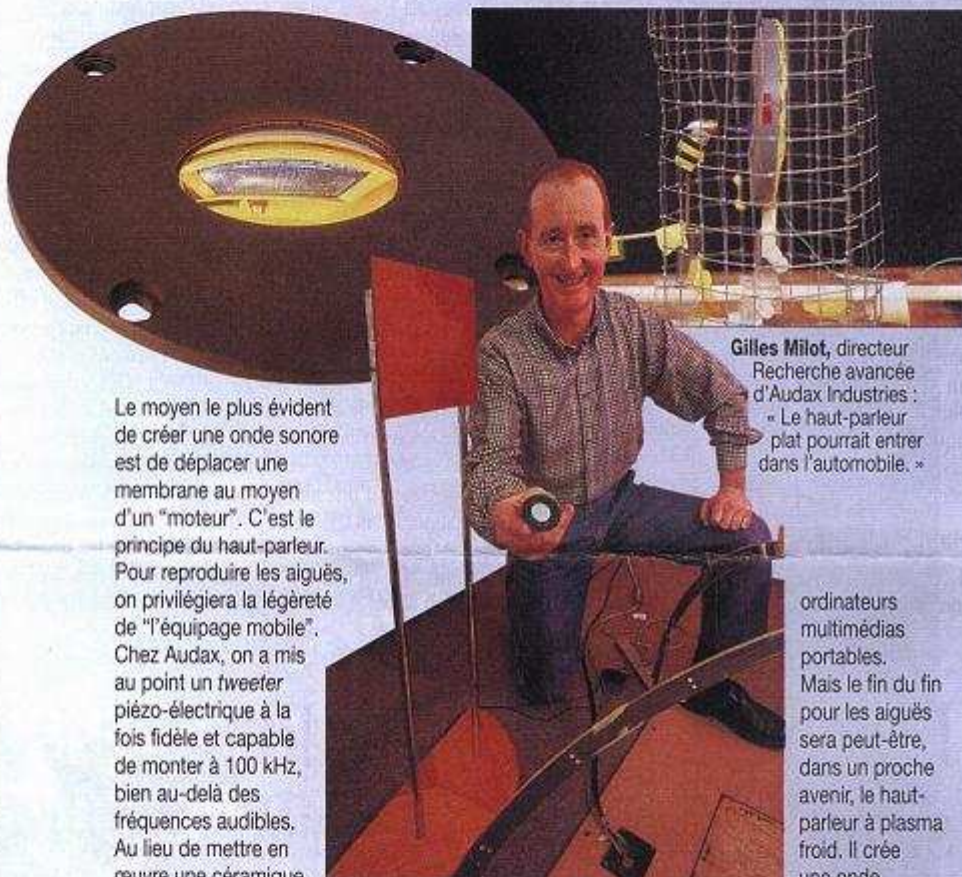 Gilles Milot, directeur
Recherche avancée
d'Audax Industries :
« Le haut-parleur
plat pourrait entrer
dans l'automobile. »
Le moyen le plus évident
de créer une onde sonore
est de déplacer une
membrane au moyen
d'un “moteur”. C'est le
principe du haut-parleur.
Pour reproduire les aiguës,
on privilégiera la légèreté
de “l'équipage mobile”.
Chez Audax, on a mis
au point un tweeter
piézo-électrique à la
fois fidèle et capable
de monter à 100 kHz,
bien au-delà des
fréquences audibles.
Au lieu de mettre en
œuvre une céramique
ordinateurs
multimédias
portables.
Mais le fin du fin
pour les aiguës
sera peut-être,
dans un proche
avenir, le haut-
parleur à plasma
froid. Il crée
une onde